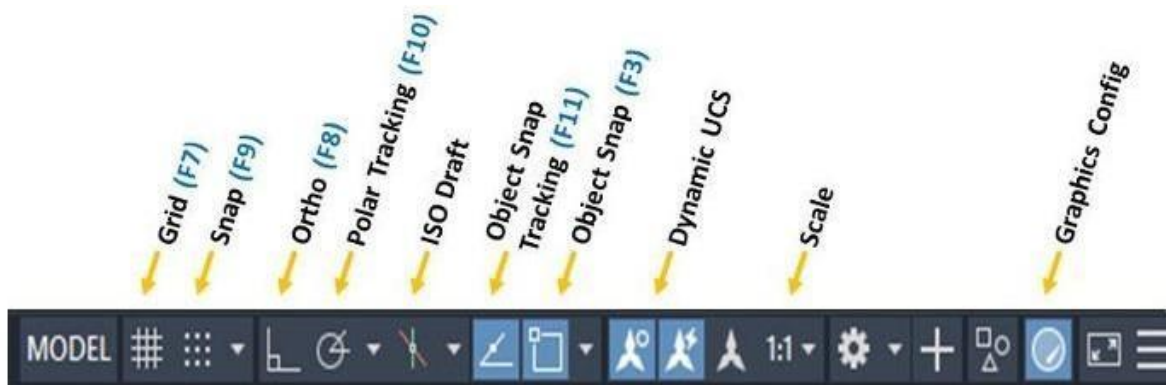 Grid (F7)
Snap (F9)
Ortho (F8)
Polar Tracking (F10)
ISO Draft
Object Snap
Tracking (F11)
Object Snap (F3)
Dynamic UCS
Scale
Graphics Config
MODEL
1:1